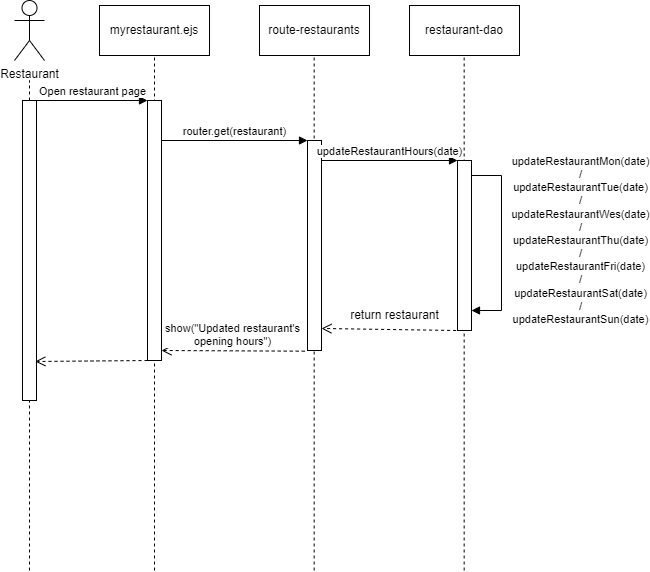 myrestaurant.ejs
route-restaurants
restaurant-dao
Restaurant
Open restaurant page
router.get(restaurant)
updateRestaurantHours(date)
updateRestaurantMon(date)
/
updateRestaurantTue(date)
/
updateRestaurantWes(date)
/
updateRestaurantThu(date)
/
updateRestaurantFri(date)
/
updateRestaurantSat(date)
/
updateRestaurantSun(date)
return restaurant
show("Updated restaurant's
opening hours")